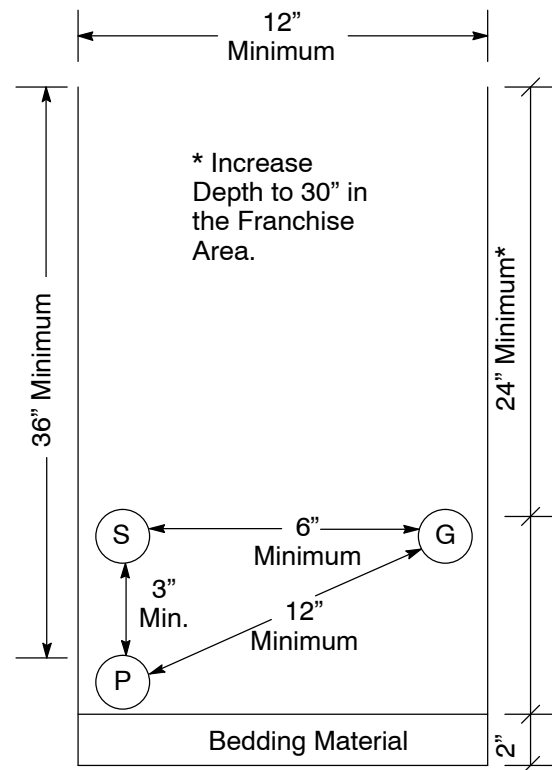 12”
Minimum
* Increase
Depth to 30” in
the Franchise
Area.
36” Minimum
24” Minimum*
S
6”
Minimum
G
3”
Min.
12”
Minimum
P
Bedding Material
2”